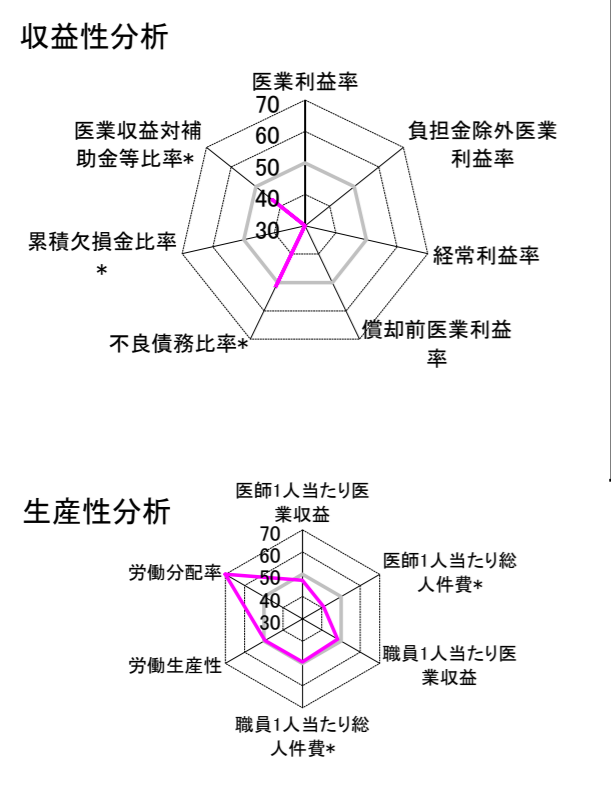 収益性分析
医業利益率
70
60
50
40
30
負担金除外医業
利益率
経常利益率
償却前医業利益
率
不良債務比率*
累積欠損金比率
*
医業収益対補
助金等比率*
生産性分析
医師1人当たり医
業収益
70
60
50
40
30
医師1人当たり総
人件費*
職員1人当たり医
業収益
職員1人当たり総
人件費*
労働生産性
労働分配率